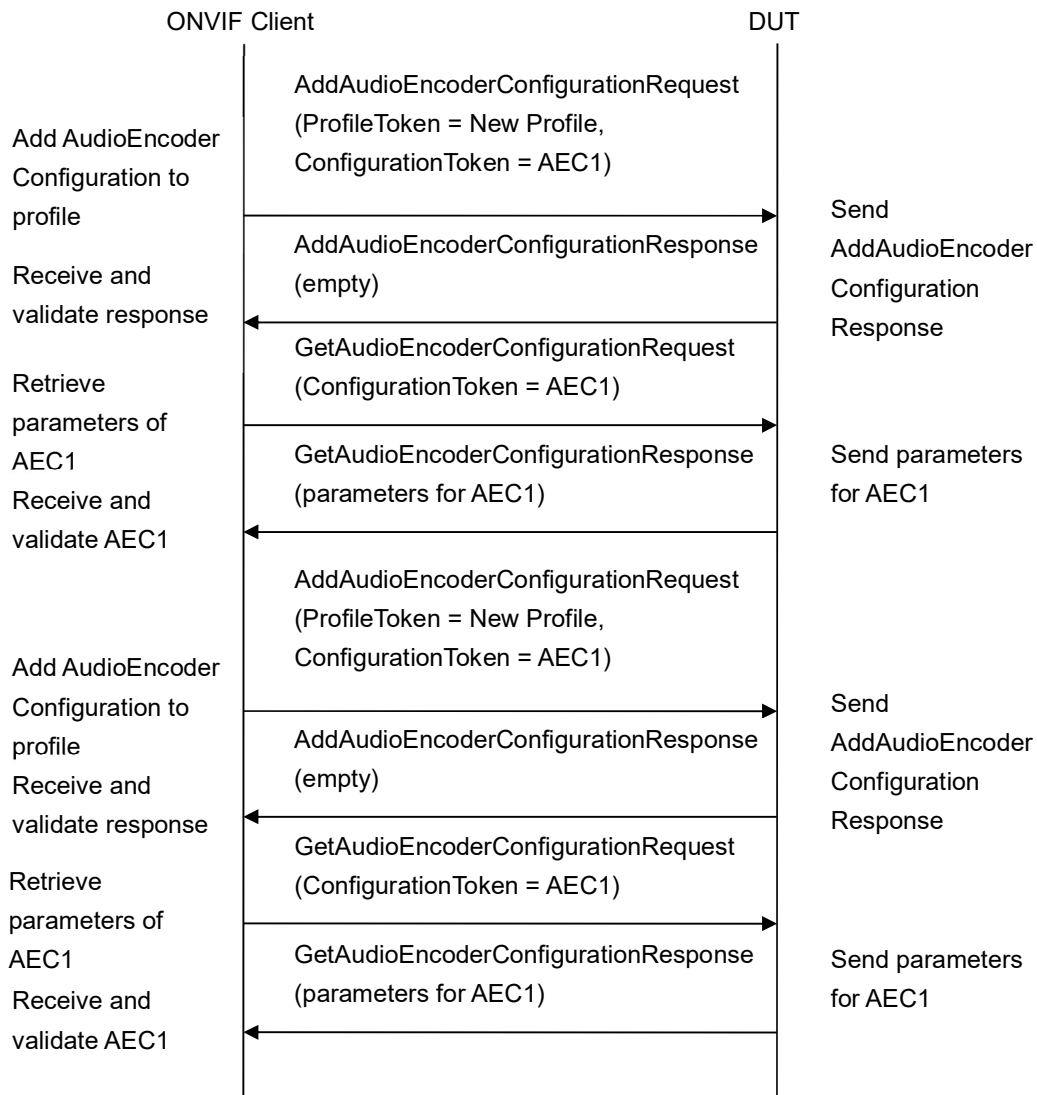 ONVIF Client
DUT
AddAudioEncoderConfigurationRequest
(ProfileToken = New Profile,
ConfigurationToken = AEC1)
Add AudioEncoder
Configuration to
profile
Send
AddAudioEncoder
Configuration
Response
AddAudioEncoderConfigurationResponse
(empty)
Receive and
validate response
GetAudioEncoderConfigurationRequest
(ConfigurationToken = AEC1)
Retrieve
parameters of
AEC1
GetAudioEncoderConfigurationResponse
(parameters for AEC1)
Send parameters
for AEC1
Receive and
validate AEC1
AddAudioEncoderConfigurationRequest
(ProfileToken = New Profile,
ConfigurationToken = AEC1)
Add AudioEncoder
Configuration to
profile
Send
AddAudioEncoder
Configuration
Response
AddAudioEncoderConfigurationResponse
(empty)
Receive and
validate response
GetAudioEncoderConfigurationRequest
(ConfigurationToken = AEC1)
Retrieve
parameters of
AEC1
GetAudioEncoderConfigurationResponse
(parameters for AEC1)
Send parameters
for AEC1
Receive and
validate AEC1